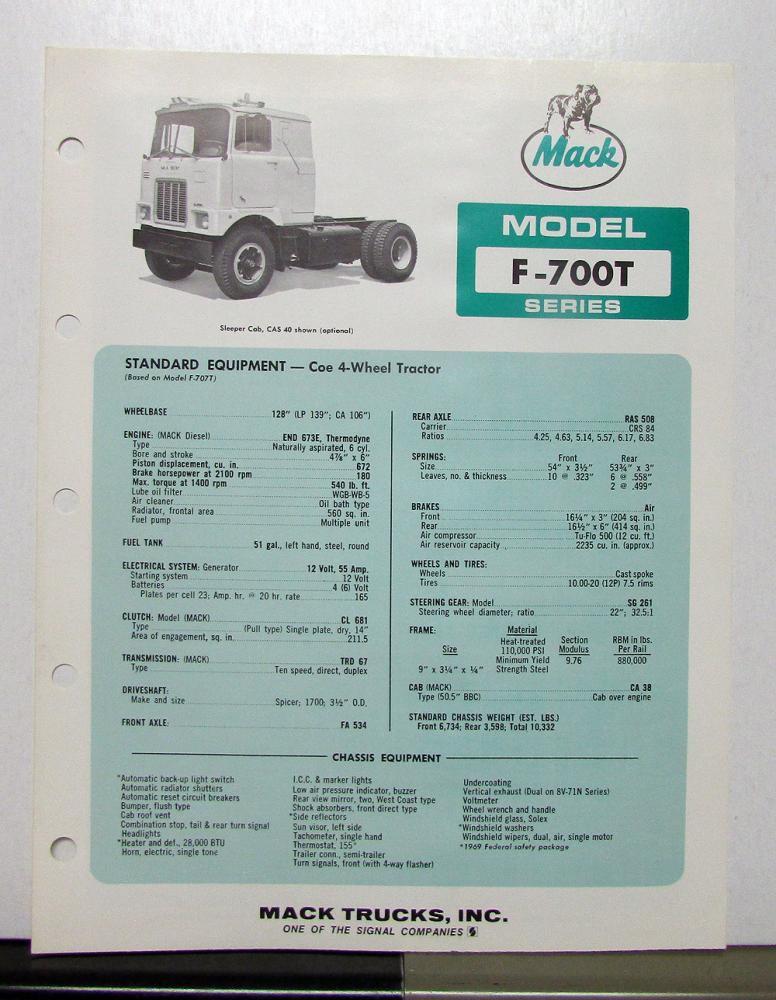 Mack
MODEL
F-700T
SERIES
MACK
Sleeper Cab, CAS 40 shown (optional)
STANDARD EQUIPMENT — Coe 4-Wheel Tractor
(Based on Model F-707T)
WHEELBASE 128" (LP 139"; CA 106")
ENGINE: (MACK Diesel) END 673E, Thermodyne
Type Naturally aspirated, 6 cyl.
Bore and stroke 4⅞" x 6"
Piston displacement, cu. in. 672
Brake horsepower at 2100 rpm 180
Max. torque at 1400 rpm 540 lb. ft.
Lube oil filter WGB-WB-5
Air cleaner Oil bath type
Radiator, frontal area 560 sq. in.
Fuel pump Multiple unit
FUEL TANK 51 gal., left hand, steel, round
ELECTRICAL SYSTEM: Generator 12 Volt, 55 Amp.
Starting system 12 Volt
Batteries 4 (6) Volt
Plates per cell 23; Amp. hr. @ 20 hr. rate 165
CLUTCH: Model (MACK) CL 681
Type (Pull type) Single plate, dry, 14"
Area of engagement, sq. in. 211.5
TRANSMISSION: (MACK) TRD 67
Type Ten speed, direct, duplex
DRIVESHAFT:
Make and size Spicer; 1700; 3½" O.D.
FRONT AXLE: FA 534
REAR AXLE RAS 508
Carrier CRS 84
Ratios 4.25, 4.63, 5.14, 5.57, 6.17, 6.83
SPRINGS: Front Rear
Size 54" x 3½" 53¾" x 3"
Leaves, no. & thickness 10 @ .323" 6 @ .558"
2 @ .499"
BRAKES Air
Front 16¼" x 3" (204 sq. in.)
Rear 16½" x 6" (414 sq. in.)
Air compressor Tu-Flo 500 (12 cu. ft.)
Air reservoir capacity 2235 cu. in. (approx.)
WHEELS AND TIRES:
Wheels Cast spoke
Tires 10.00-20 (12P) 7.5 rims
STEERING GEAR: Model SG 261
Steering wheel diameter; ratio 22"; 32.5:1
FRAME: Material
Size Heat-treated Section RBM in lbs.
110,000 PSI Modulus Per Rail
Minimum Yield 9.76 880,000
9" x 3¼" x ¼" Strength Steel
CAB (MACK) CA 38
Type (50.5" BBC) Cab over engine
STANDARD CHASSIS WEIGHT (EST. LBS.)
Front 6,734; Rear 3,598; Total 10,332
CHASSIS EQUIPMENT
*Automatic back-up light switch
Automatic radiator shutters
Automatic reset circuit breakers
Bumper, flush type
Cab roof vent
Combination stop, tail & rear turn signal
Headlights
*Heater and def., 28,000 BTU
Horn, electric, single tone
I.C.C. & marker lights
Low air pressure indicator, buzzer
Rear view mirror, two, West Coast type
Shock absorbers, front direct type
*Side reflectors
Sun visor, left side
Tachometer, single hand
Thermostat, 155°
Trailer conn., semi-trailer
Turn signals, front (with 4-way flasher)
Undercoating
Vertical exhaust (Dual on 8V-71N Series)
Voltmeter
Wheel wrench and handle
Windshield glass, Solex
*Windshield washers
Windshield wipers, dual, air, single motor
*1969 Federal safety package
MACK TRUCKS, INC.
ONE OF THE SIGNAL COMPANIES